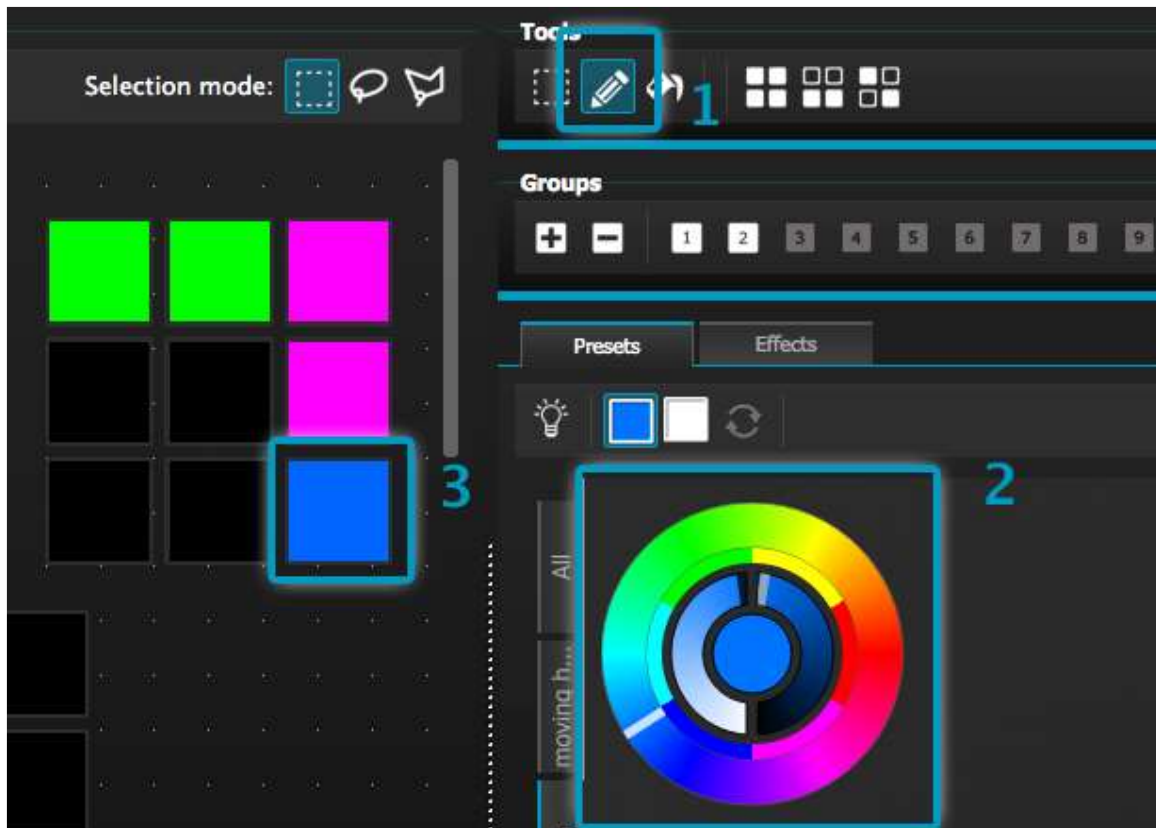 Tools
Selection mode:
1
Groups
1 2 3 4 5 6 7 8 9
Presets Effects
3
2
All
moving h...